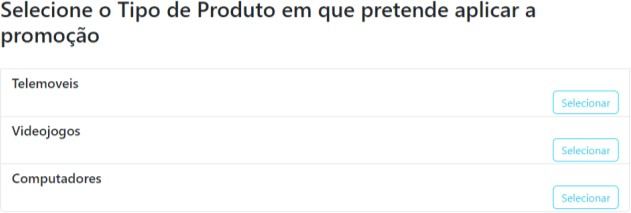 Selecione o Tipo de Produto em que pretende aplicar a
promoção
Telemoveis
Selecionar
Videojogos
Selecionar
Computadores
Selecionar